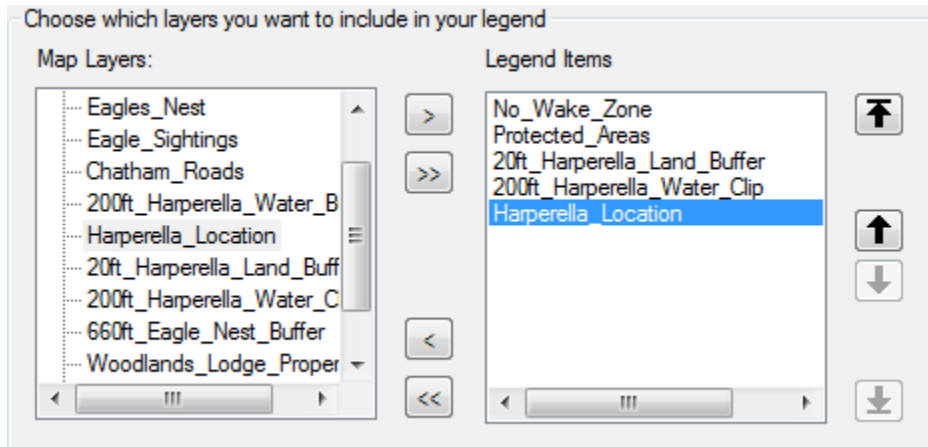 Choose which layers you want to include in your legend
Map Layers:
Legend Items
Eagles_Nest
Eagle_Sightings
Chatham_Roads
200ft_Harperella_Water_B
Harperella_Location
20ft_Harperella_Land_Buff
200ft_Harperella_Water_C
660ft_Eagle_Nest_Buffer
Woodlands_Lodge_Proper
>
>>
<
<<
No_Wake_Zone
Protected_Areas
20ft_Harperella_Land_Buffer
200ft_Harperella_Water_Clip
Harperella_Location